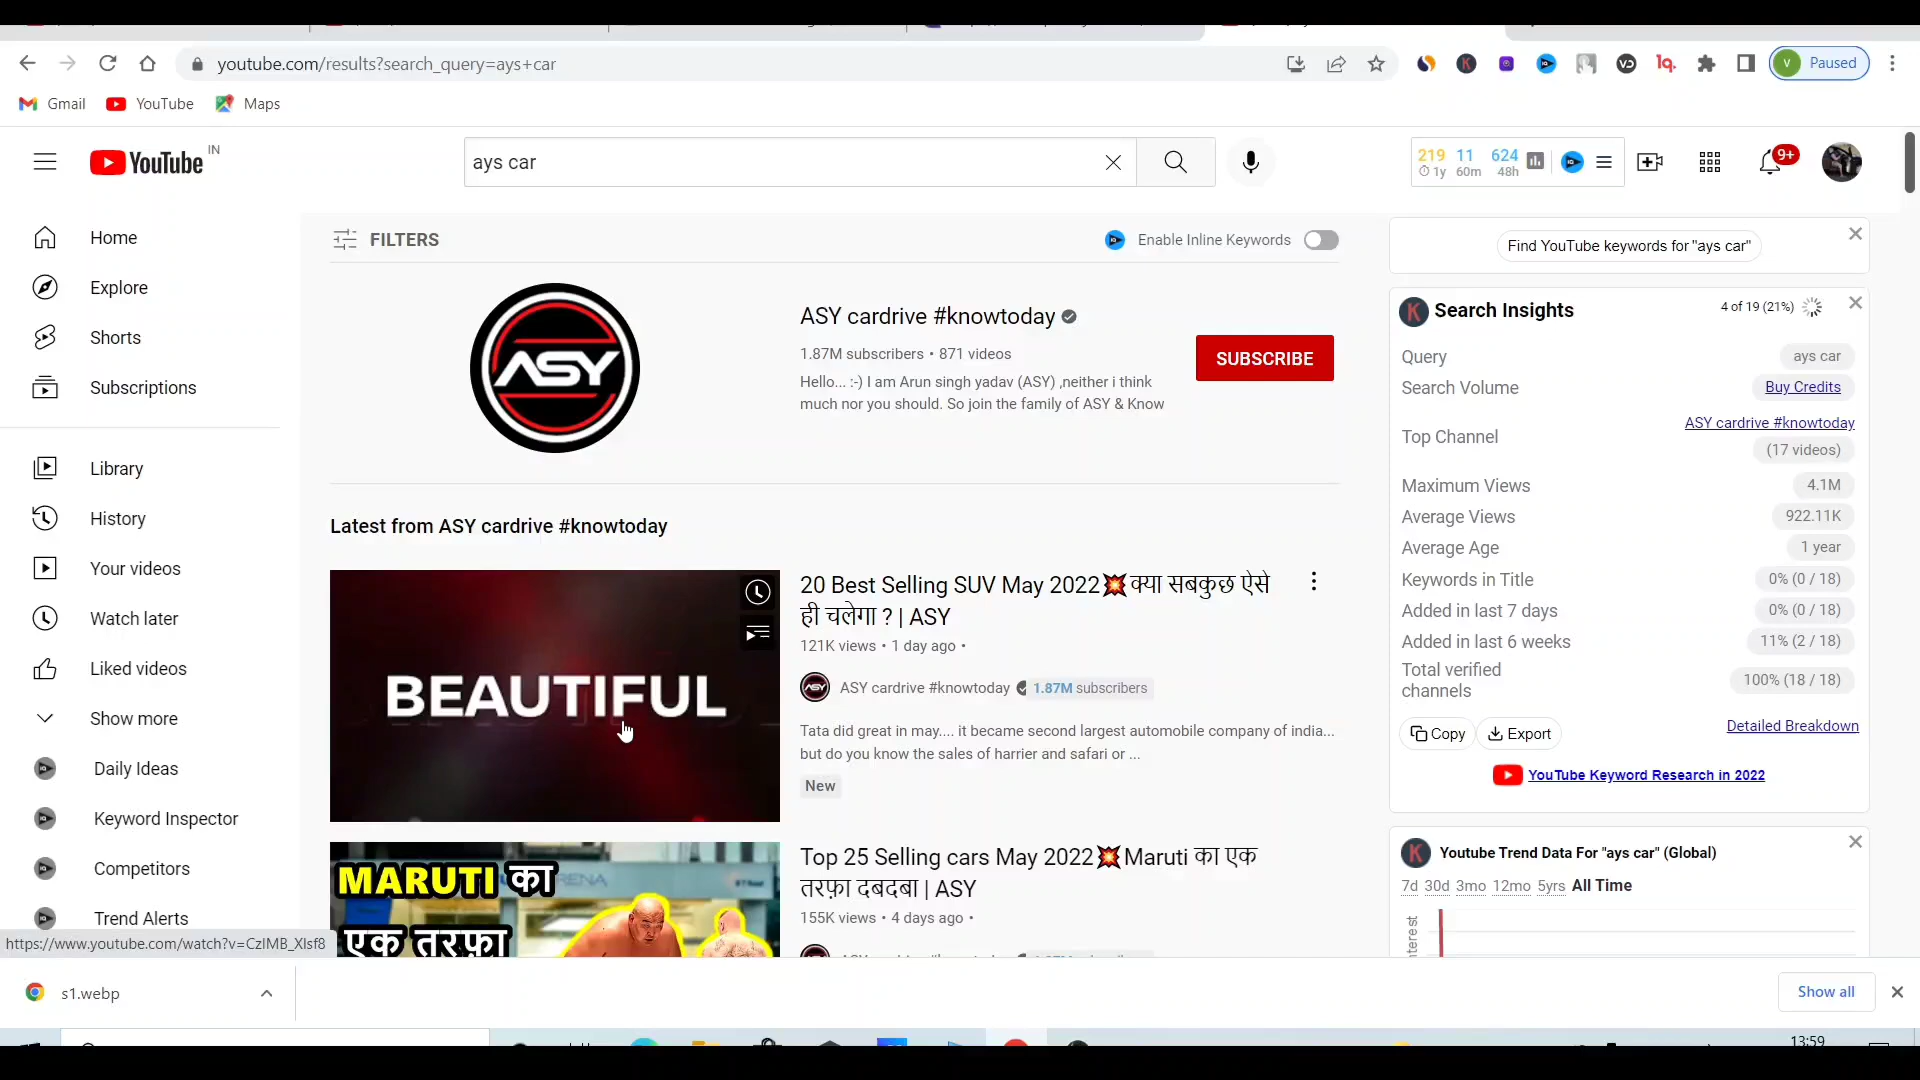 youtube.com/results?search_query=ays+car
Paused
Gmail
YouTube
Maps
YouTube IN
ays car
219 11 624
1y 60m 48h
9+
Home
Explore
Shorts
Subscriptions
Library
History
Your videos
Watch later
Liked videos
Show more
Daily Ideas
Keyword Inspector
Competitors
Trend Alerts
https://www.youtube.com/watch?v=CzIMB_XIsf8
FILTERS
Enable Inline Keywords
ASY
ASY cardrive #knowtoday
1.87M subscribers • 871 videos
Hello... :-) I am Arun singh yadav (ASY) ,neither i think
much nor you should. So join the family of ASY & Know
SUBSCRIBE
Latest from ASY cardrive #knowtoday
BEAUTIFUL
20 Best Selling SUV May 2022💥क्या सबकुछ ऐसे
ही चलेगा ? | ASY
121K views • 1 day ago •
ASY cardrive #knowtoday 1.87M subscribers
Tata did great in may.... it became second largest automobile company of india...
but do you know the sales of harrier and safari or ...
New
MARUTI का
एक तरफ़ा
Top 25 Selling cars May 2022💥Maruti का एक
तरफ़ा दबदबा | ASY
155K views • 4 days ago •
Find YouTube keywords for "ays car"
Search Insights
4 of 19 (21%)
Query ays car
Search Volume Buy Credits
Top Channel ASY cardrive #knowtoday
(17 videos)
Maximum Views 4.1M
Average Views 922.11K
Average Age 1 year
Keywords in Title 0% (0 / 18)
Added in last 7 days 0% (0 / 18)
Added in last 6 weeks 11% (2 / 18)
Total verified
channels 100% (18 / 18)
Copy Export Detailed Breakdown
YouTube Keyword Research in 2022
Youtube Trend Data For "ays car" (Global)
7d 30d 3mo 12mo 5yrs All Time
s1.webp
Show all
13:59